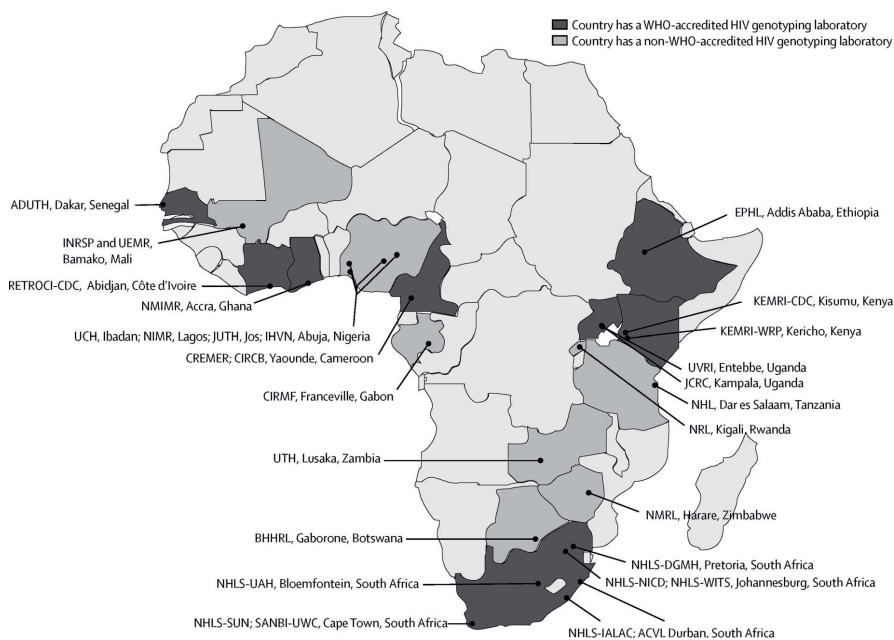 Country has a WHO-accredited HIV genotyping laboratory
Country has a non-WHO-accredited HIV genotyping laboratory
ADUTH, Dakar, Senegal
INRSP and UEMR,
Bamako, Mali
RETROCI-CDC, Abidjan, Côte d'Ivoire
NMIMR, Accra, Ghana
UCH, Ibadan; NIMR, Lagos; JUTH, Jos; IHVN, Abuja, Nigeria
CREMER; CIRCB, Yaounde, Cameroon
CIRMF, Franceville, Gabon
UTH, Lusaka, Zambia
BHHRL, Gaborone, Botswana
NHLS-UAH, Bloemfontein, South Africa
NHLS-SUN; SANBI-UWC, Cape Town, South Africa
EPHL, Addis Ababa, Ethiopia
KEMRI-CDC, Kisumu, Kenya
KEMRI-WRP, Kericho, Kenya
UVRI, Entebbe, Uganda
JCRC, Kampala, Uganda
NHL, Dar es Salaam, Tanzania
NRL, Kigali, Rwanda
NMRL, Harare, Zimbabwe
NHLS-DGMH, Pretoria, South Africa
NHLS-NICD; NHLS-WITS, Johannesburg, South Africa
NHLS-IALAC; ACVL Durban, South Africa